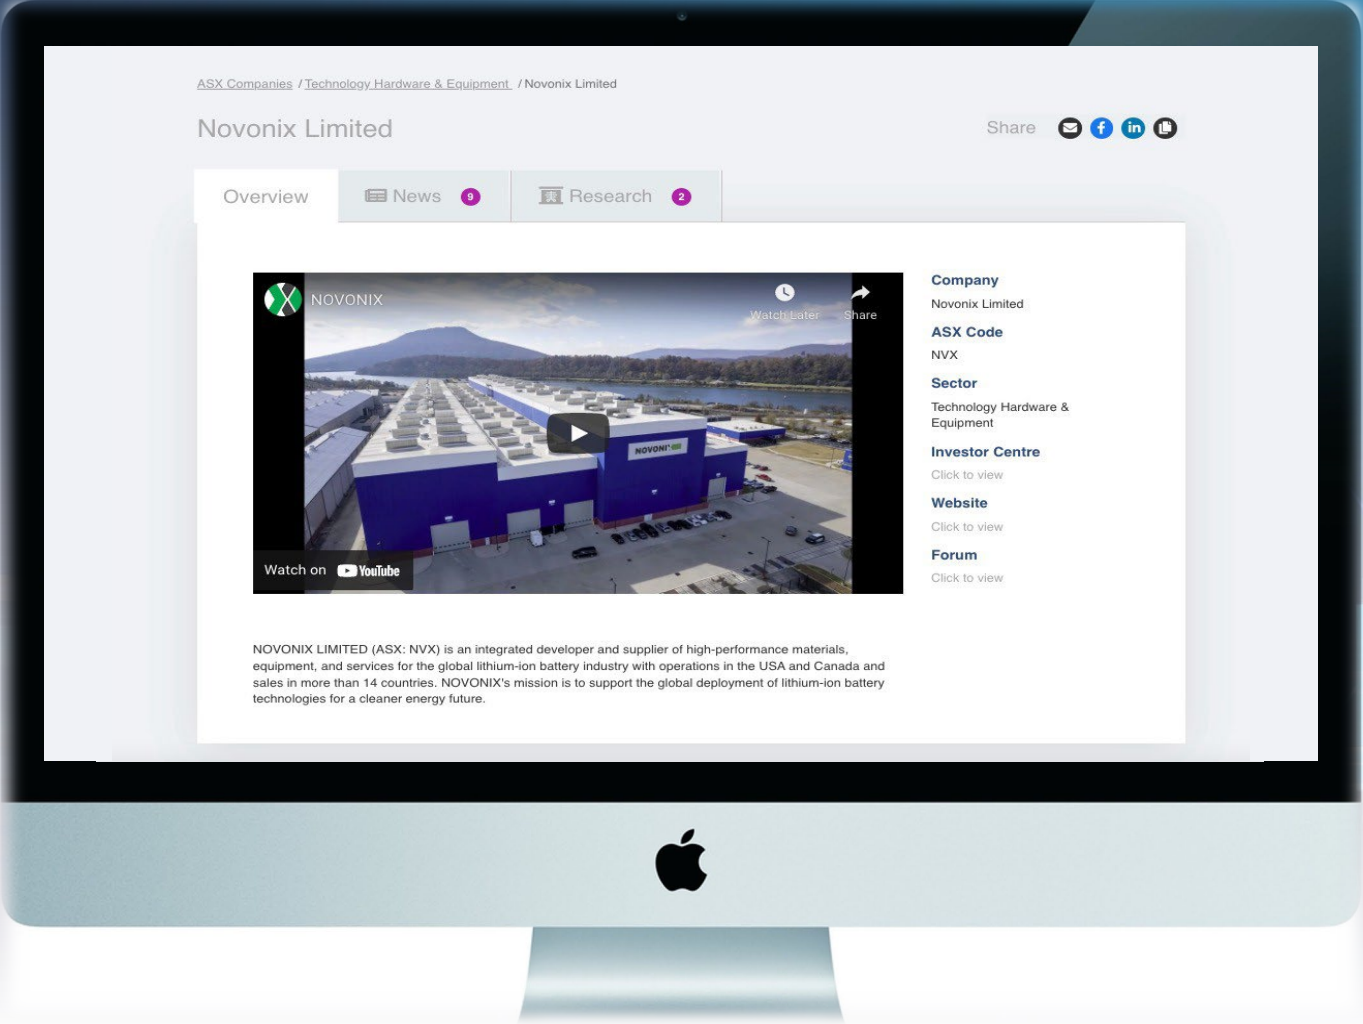 ASX Companies / Technology Hardware & Equipment / Novonix Limited
Novonix Limited
Share
Overview
News 9
Research 2
NOVONIX
Watch Later
Share
NOVONI
Watch on YouTube
Company
Novonix Limited
ASX Code
NVX
Sector
Technology Hardware &
Equipment
Investor Centre
Click to view
Website
Click to view
Forum
Click to view
NOVONIX LIMITED (ASX: NVX) is an integrated developer and supplier of high-performance materials,
equipment, and services for the global lithium-ion battery industry with operations in the USA and Canada and
sales in more than 14 countries. NOVONIX's mission is to support the global deployment of lithium-ion battery
technologies for a cleaner energy future.